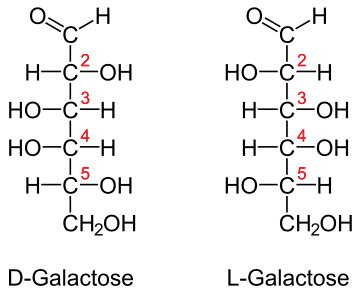 O H O H
C C
H C 2 OH HO C 2 H
HO C 3 H H C 3 OH
HO C 4 H H C 4 OH
H C 5 OH HO C 5 H
CH2OH CH2OH
D-Galactose L-Galactose